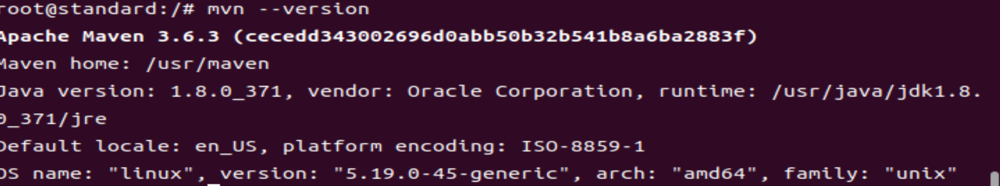 root@standard:/# mvn --version
Apache Maven 3.6.3 (cecedd343002696d0abb50b32b541b8a6ba2883f)
Maven home: /usr/maven
Java version: 1.8.0_371, vendor: Oracle Corporation, runtime: /usr/java/jdk1.8.
0_371/jre
Default locale: en_US, platform encoding: ISO-8859-1
OS name: "linux", version: "5.19.0-45-generic", arch: "amd64", family: "unix"